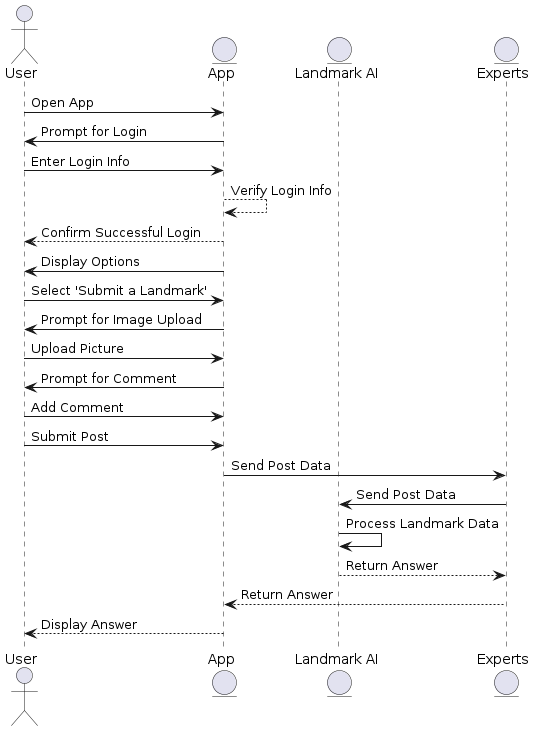 User
App
Landmark AI
Experts
Open App
Prompt for Login
Enter Login Info
Verify Login Info
Confirm Successful Login
Display Options
Select 'Submit a Landmark'
Prompt for Image Upload
Upload Picture
Prompt for Comment
Add Comment
Submit Post
Send Post Data
Send Post Data
Process Landmark Data
Return Answer
Return Answer
Display Answer
User
App
Landmark AI
Experts